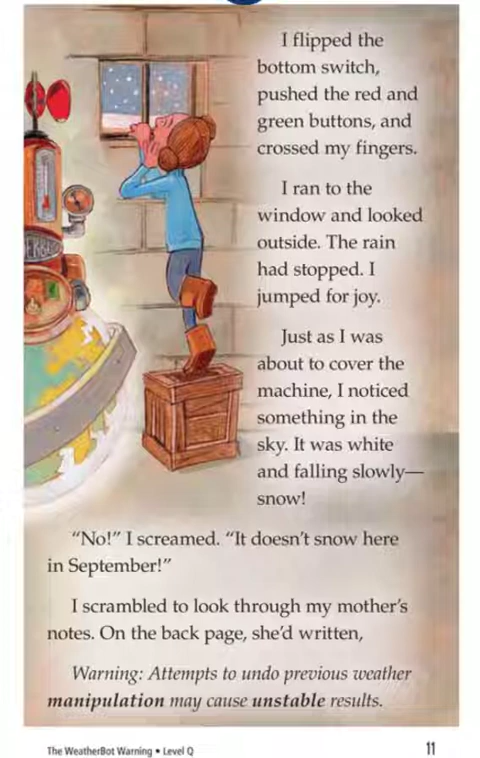 I flipped the
bottom switch,
pushed the red and
green buttons, and
crossed my fingers.
I ran to the
window and looked
outside. The rain
had stopped. I
jumped for joy.
Just as I was
about to cover the
machine, I noticed
something in the
sky. It was white
and falling slowly—
snow!
“No!” I screamed. “It doesn’t snow here
in September!”
I scrambled to look through my mother’s
notes. On the back page, she’d written,
Warning: Attempts to undo previous weather
manipulation may cause unstable results.
The WeatherBot Warning • Level Q
11